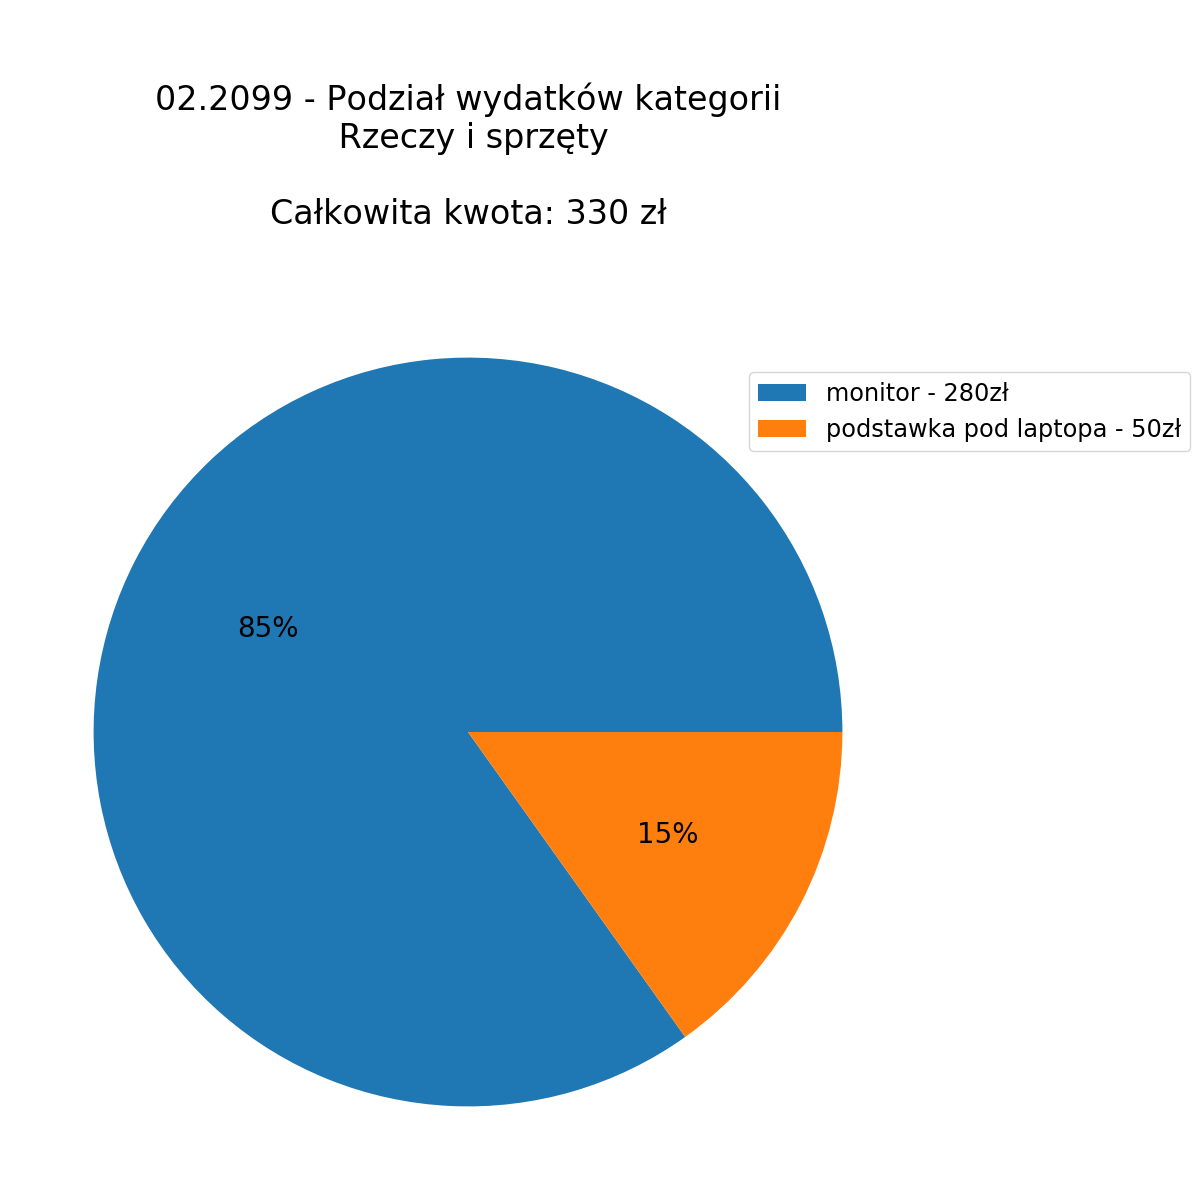 02.2099 - Podział wydatków kategorii
Rzeczy i sprzęty
Całkowita kwota: 330 zł
monitor - 280zł
podstawka pod laptopa - 50zł
85%
15%